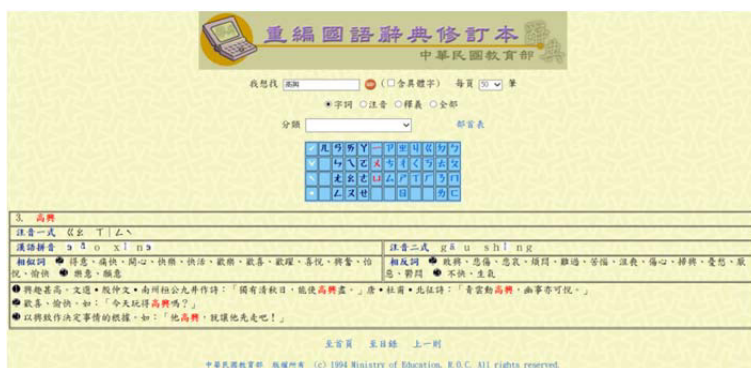 重編國語辭典修訂本
中華民國教育部
我想找 高興 (□含異體字) 每頁 50 筆
字詞 注音 釋義 全部
分類 部首表
ㄦ ㄢ ㄞ ㄚ ㄧ ㄗ ㄓ ㄐ ㄍ ㄉ ㄅ
ㄣ ㄟ ㄛ ㄨ ㄘ ㄔ ㄑ ㄎ ㄊ ㄆ
ㄤ ㄠ ㄜ ㄩ ㄙ ㄕ ㄒ ㄏ ㄋ ㄇ
ㄥ ㄡ ㄝ ㄖ ㄌ ㄈ
3. 高興
注音一式 ㄍㄠ ㄒㄧㄥˋ
漢語拼音 注音二式
相似詞 得意、痛快、開心、快樂、快活、歡樂、歡喜、歡躍、喜悅、興奮、怡
悅、愉快 樂意、願意
相反詞 敗興、悲傷、悲哀、煩悶、難過、苦惱、沮喪、傷心、掃興、憂愁、厭
惡、鬱悶 不快、生氣
❶興趣甚高。文選•殷仲文•南州桓公九井作詩:「獨有清秋日,能使高興盡。」唐•杜甫•北征詩:「青雲動高興,幽事亦可悅。」
❷歡喜、愉快。如:「今天玩得高興嗎?」
❸以興致作決定事情的根據。如:「他高興,就讓他先走吧!」
至首頁 至目錄 上一則
中華民國教育部 版權所有 (c) 1994 Ministry of Education, R.O.C. All rights reserved.